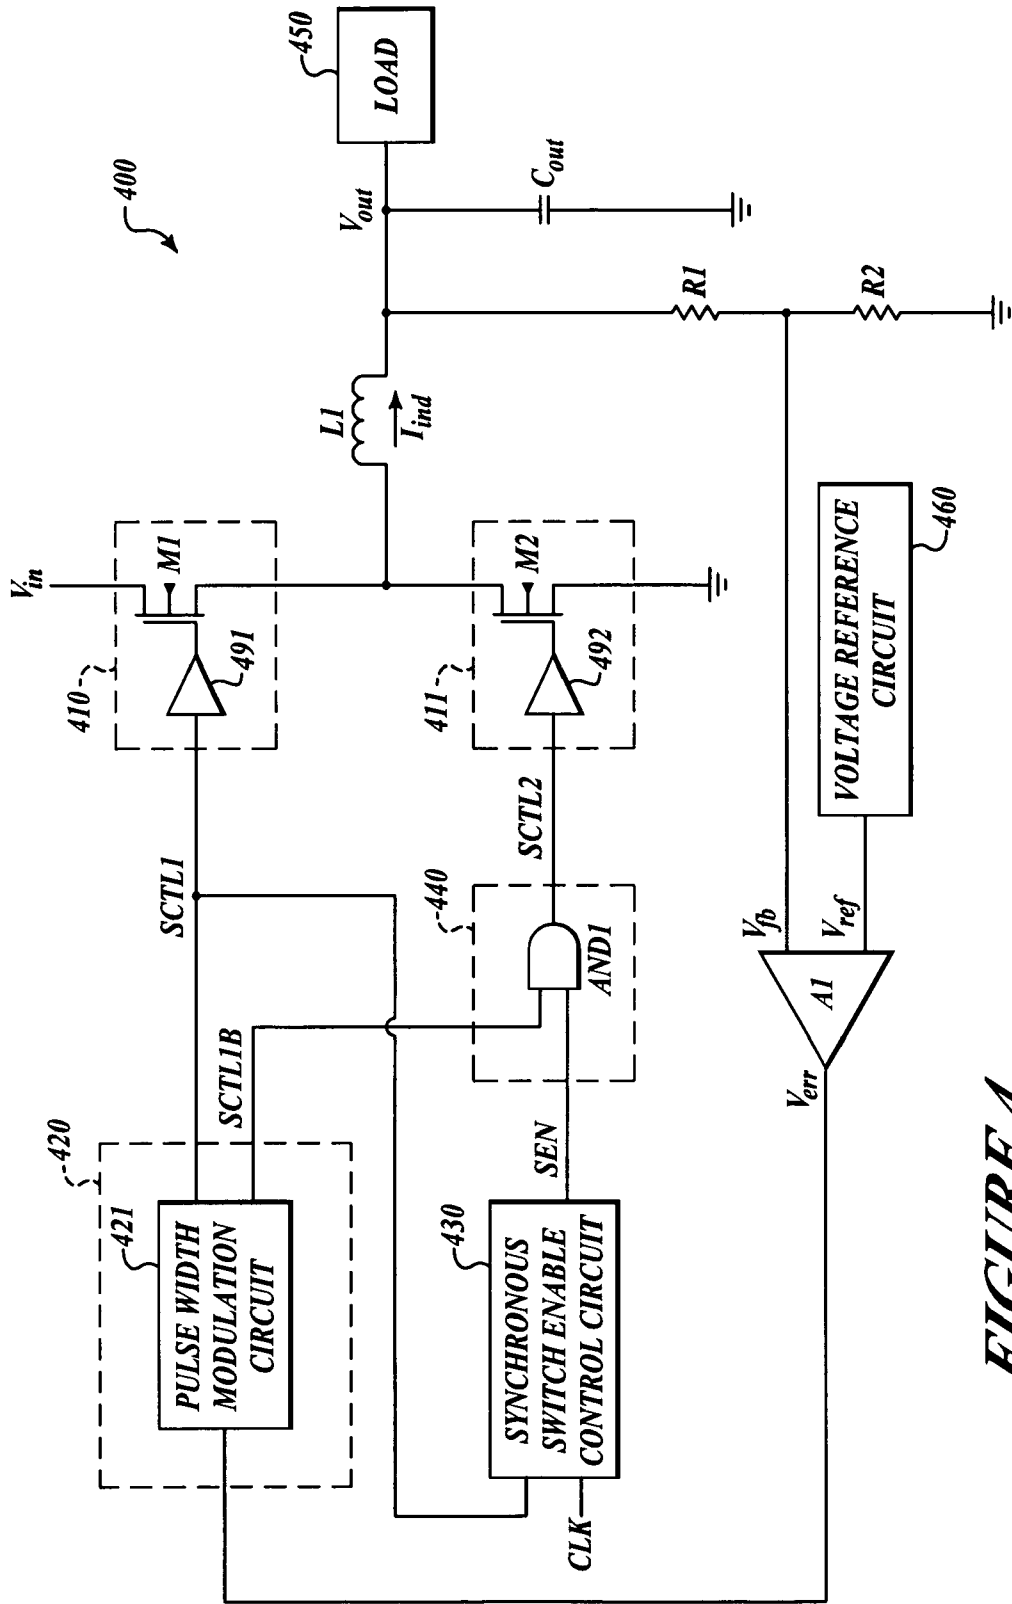 400
V_in
410
M1
491
SCTL1
420
421
PULSE WIDTH
MODULATION
CIRCUIT
SCTL1B
L1
I_ind
V_out
450
LOAD
C_out
411
M2
492
SCTL2
440
AND1
SEN
430
SYNCHRONOUS
SWITCH ENABLE
CONTROL CIRCUIT
CLK
R1
R2
V_fb
V_ref
A1
V_err
VOLTAGE REFERENCE
CIRCUIT
460
FIGURE 4